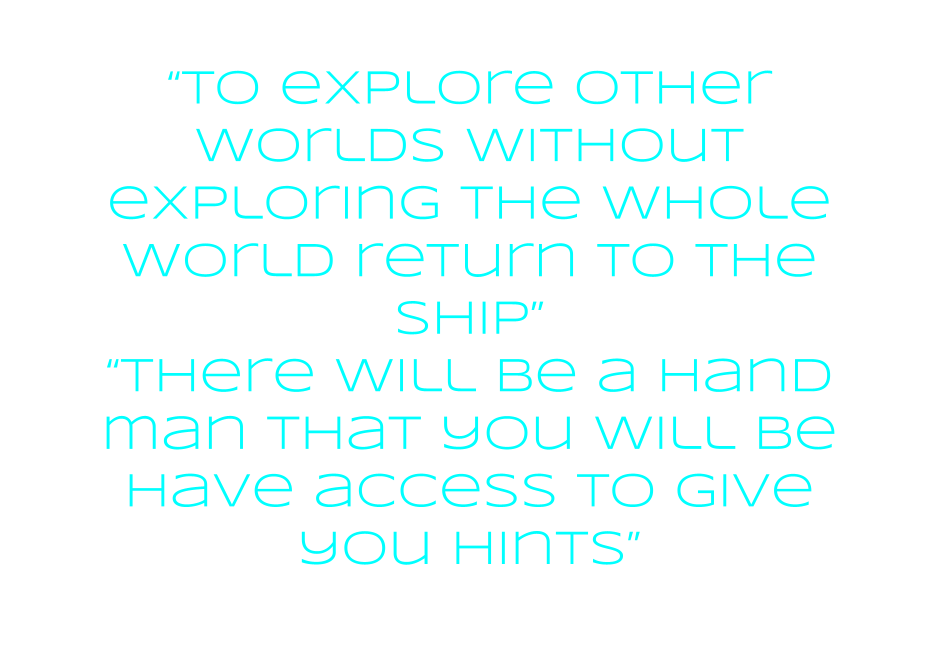 “To explore other
worlds without
exploring the whole
world return to the
ship”
“There will be a hand
man that you will be
have access to give
you hints”